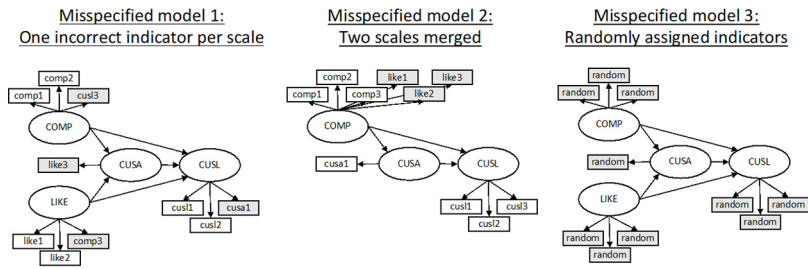 Misspecified model 1:
One incorrect indicator per scale
comp2
comp1
cusl3
COMP
like3
CUSA
CUSL
LIKE
cusl1
cusa1
cusl2
like1
comp3
like2
Misspecified model 2:
Two scales merged
comp2
like1
like3
comp1
comp3
like2
COMP
cusa1
CUSA
CUSL
cusl1
cusl3
cusl2
Misspecified model 3:
Randomly assigned indicators
random
random
random
COMP
random
CUSA
CUSL
LIKE
random
random
random
random
random
random